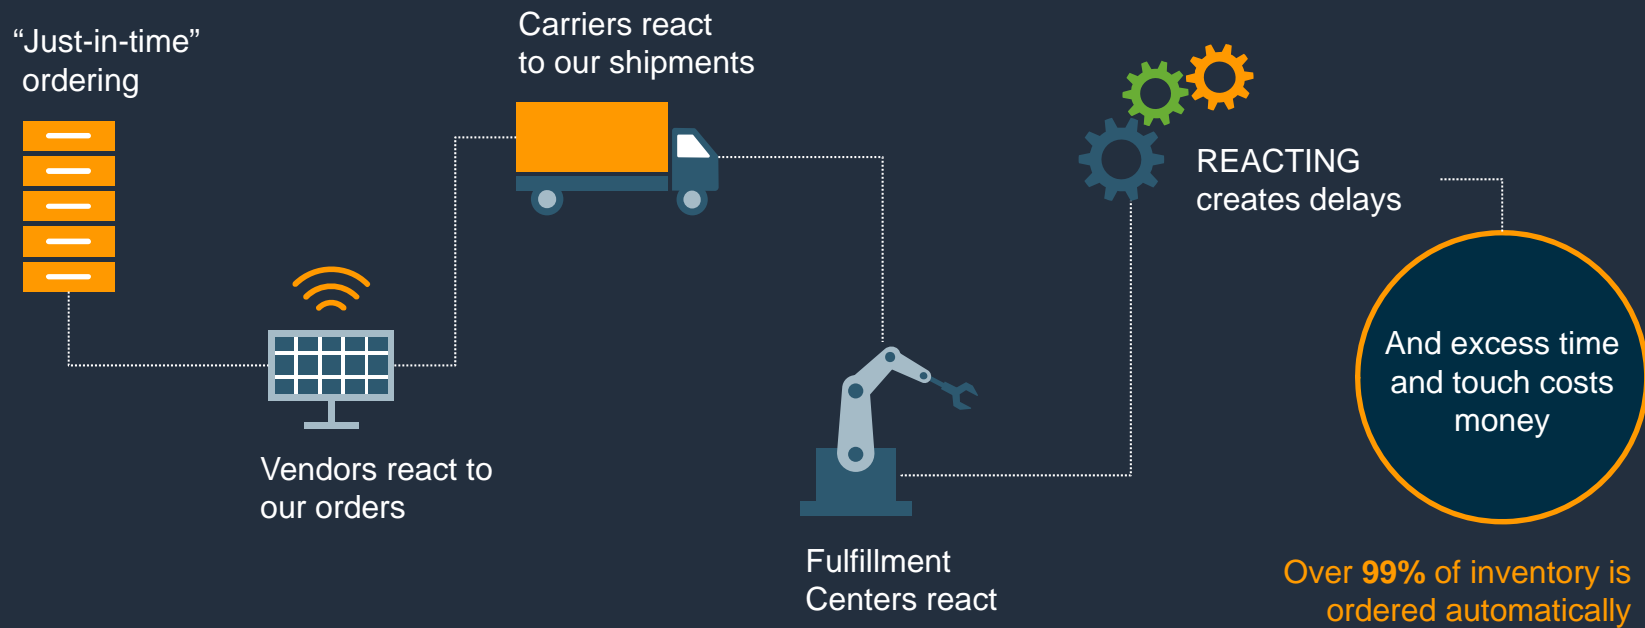 “Just-in-time”
ordering
Vendors react to
our orders
Carriers react
to our shipments
Fulfillment
Centers react
REACTING
creates delays
And excess time
and touch costs
money
Over 99% of inventory is
ordered automatically